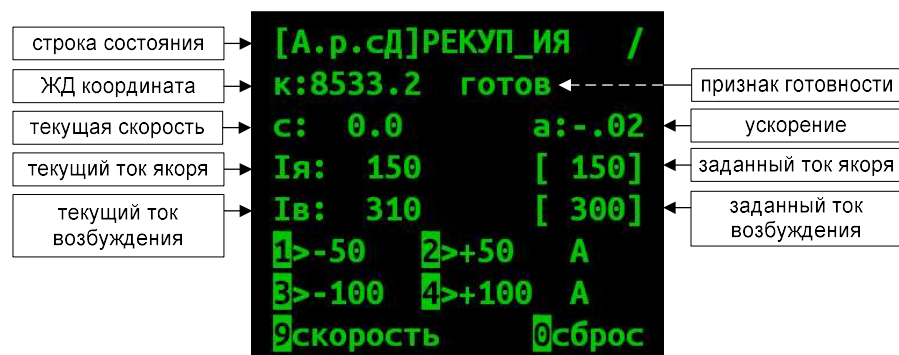 строка состояния
ЖД координата
текущая скорость
текущий ток якоря
текущий ток
возбуждения
[А.р.сД]РЕКУП_ИЯ /
к:8533.2 готов
с: 0.0 а:-.02
Iя: 150 [ 150]
Iв: 310 [ 300]
1>-50 2>+50 А
3>-100 4>+100 А
9скорость 0сброс
признак готовности
ускорение
заданный ток якоря
заданный ток
возбуждения